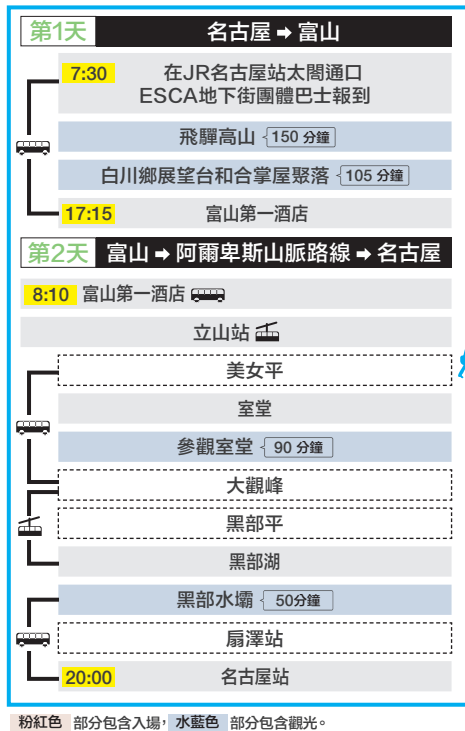 第1天 名古屋➡富山
7:30 在JR名古屋站太閤通口
ESCA地下街團體巴士報到
飛驒高山 150 分鐘
白川鄉展望台和合掌屋聚落 105 分鐘
17:15 富山第一酒店
第2天 富山➡阿爾卑斯山脈路線➡名古屋
8:10 富山第一酒店
立山站
美女平
室堂
參觀室堂 90 分鐘
大觀峰
黑部平
黑部湖
黑部水壩 50分鐘
扇澤站
20:00 名古屋站
粉紅色 部分包含入場，水藍色 部分包含觀光。